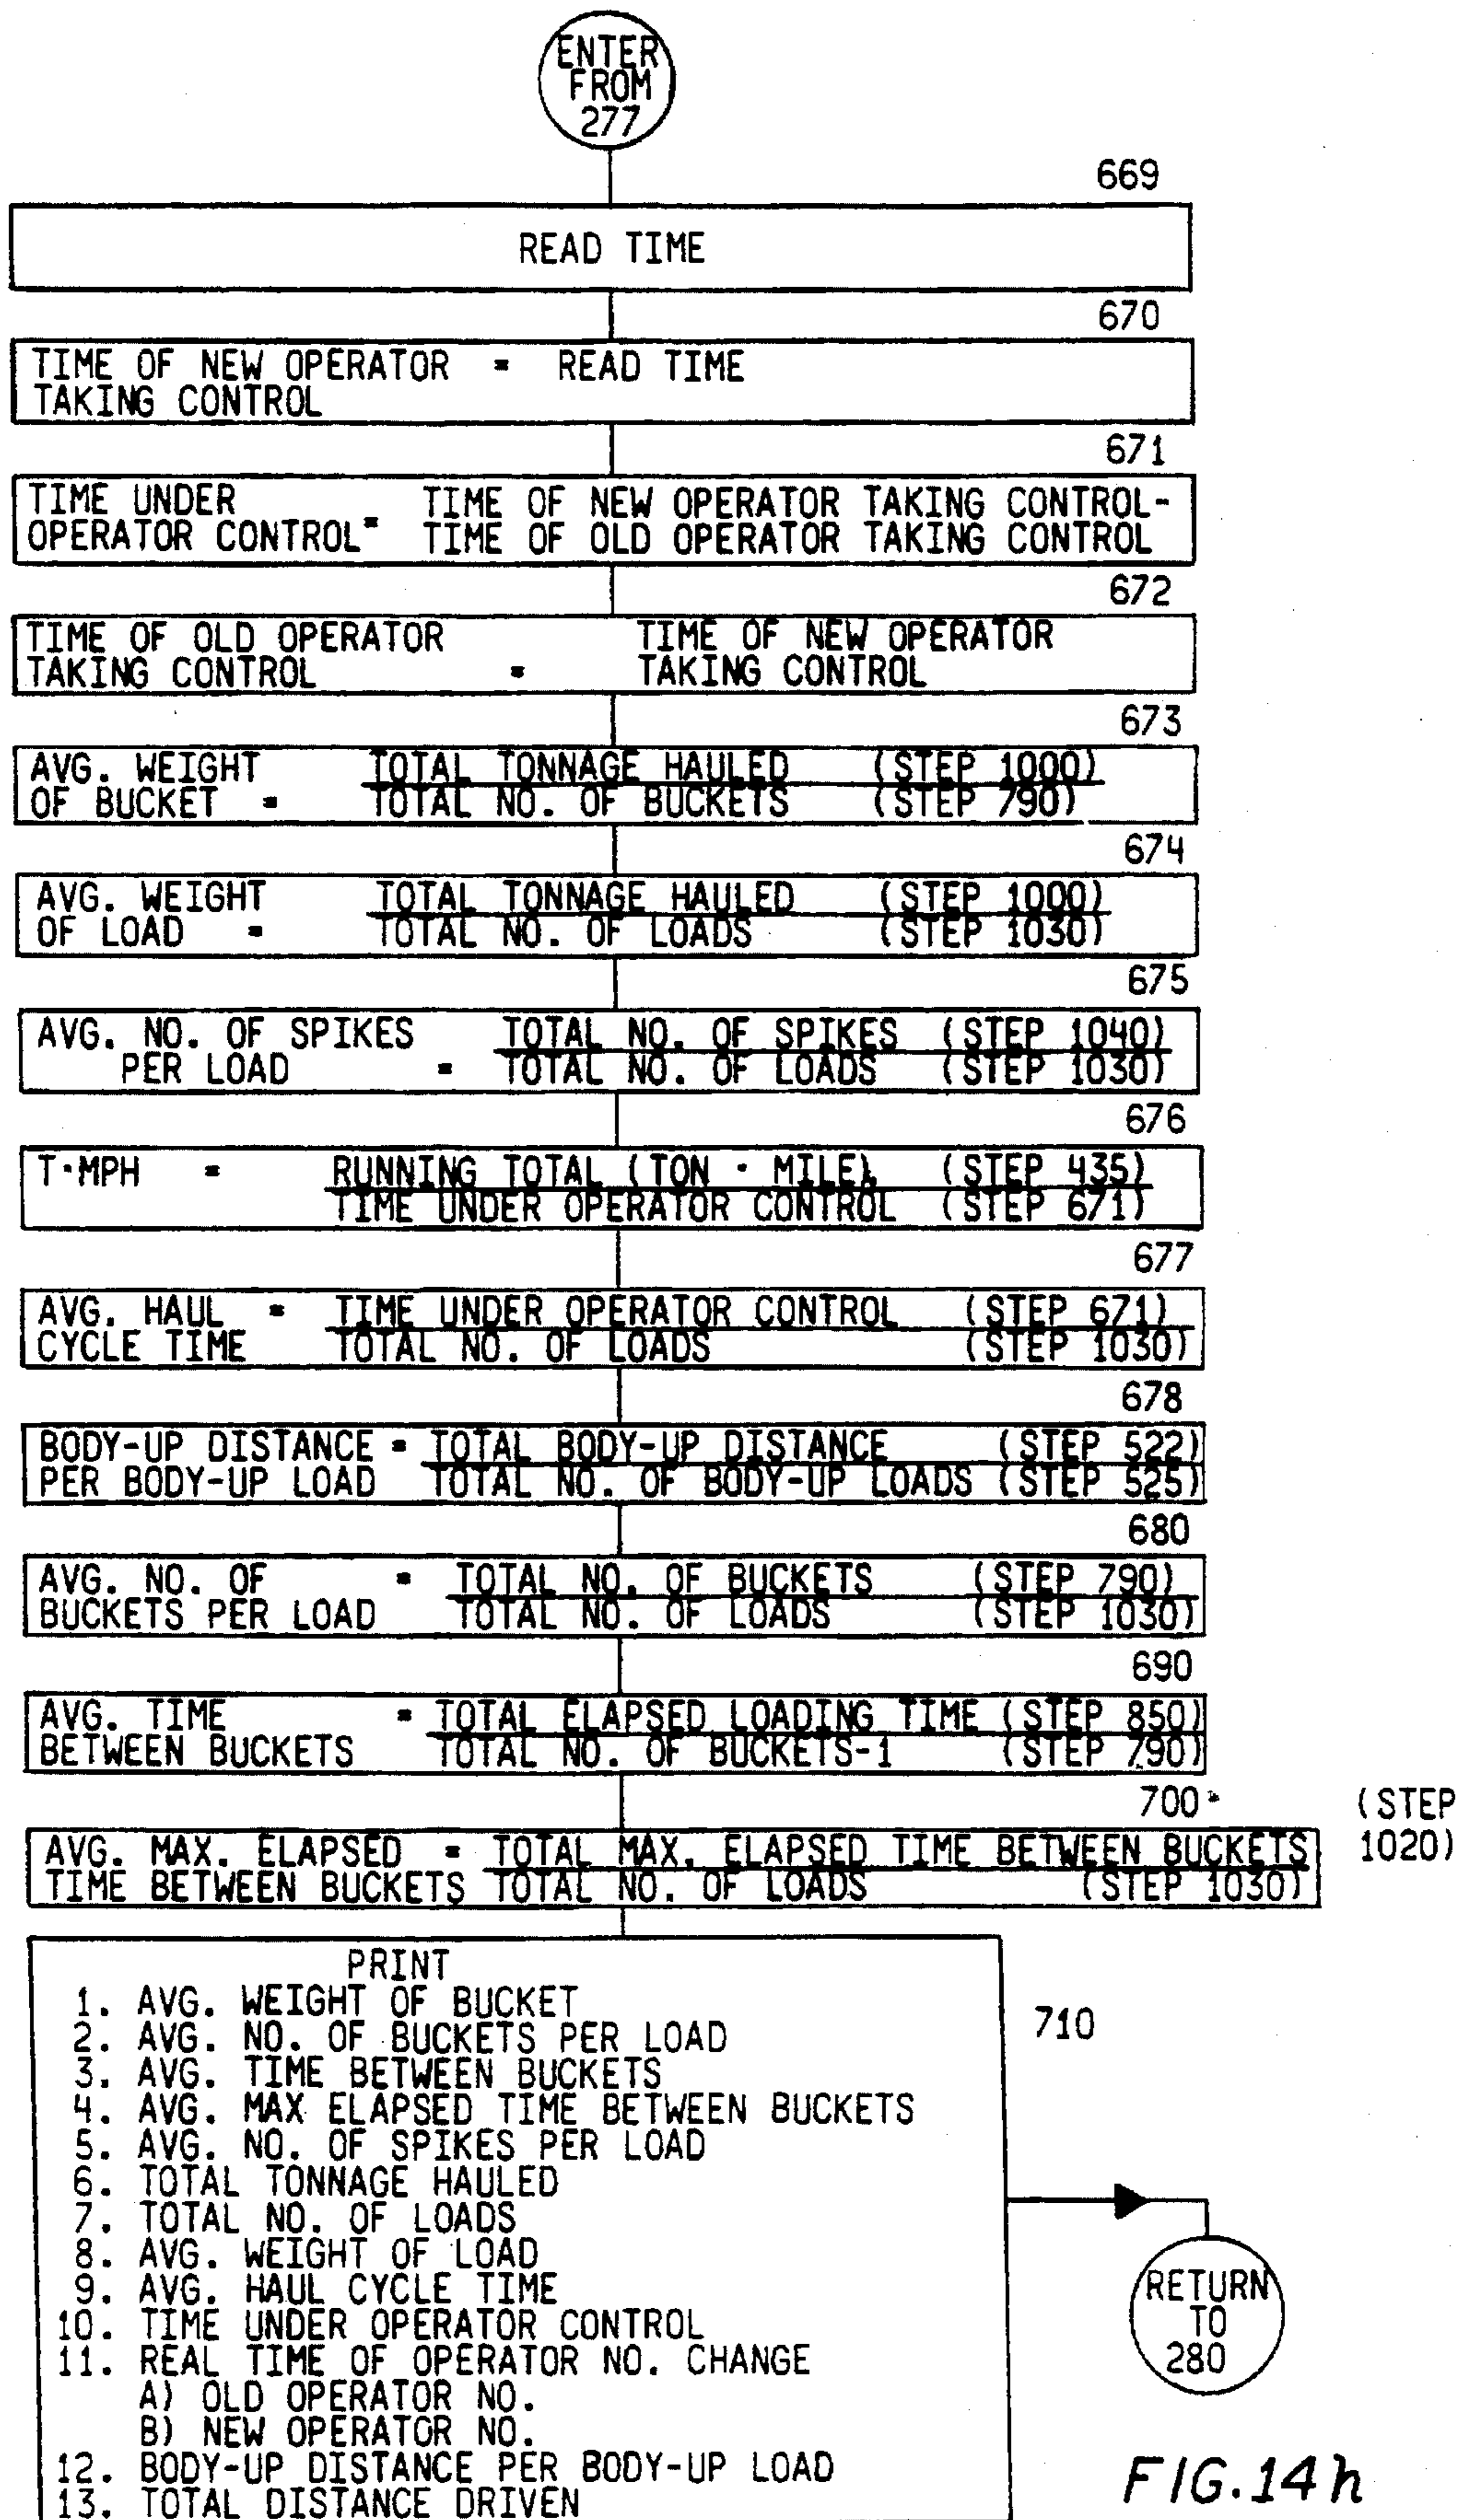 ENTER
FROM
277
669
READ TIME
670
TIME OF NEW OPERATOR = READ TIME
TAKING CONTROL
671
TIME UNDER TIME OF NEW OPERATOR TAKING CONTROL-
OPERATOR CONTROL = TIME OF OLD OPERATOR TAKING CONTROL
672
TIME OF OLD OPERATOR TIME OF NEW OPERATOR
TAKING CONTROL = TAKING CONTROL
673
AVG. WEIGHT TOTAL TONNAGE HAULED (STEP 1000)
OF BUCKET = TOTAL NO. OF BUCKETS (STEP 790)
674
AVG. WEIGHT TOTAL TONNAGE HAULED (STEP 1000)
OF LOAD = TOTAL NO. OF LOADS (STEP 1030)
675
AVG. NO. OF SPIKES TOTAL NO. OF SPIKES (STEP 1040)
PER LOAD = TOTAL NO. OF LOADS (STEP 1030)
676
T·MPH = RUNNING TOTAL (TON · MILE) (STEP 435)
TIME UNDER OPERATOR CONTROL (STEP 671)
677
AVG. HAUL = TIME UNDER OPERATOR CONTROL (STEP 671)
CYCLE TIME TOTAL NO. OF LOADS (STEP 1030)
678
BODY-UP DISTANCE = TOTAL BODY-UP DISTANCE (STEP 522)
PER BODY-UP LOAD TOTAL NO. OF BODY-UP LOADS (STEP 525)
680
AVG. NO. OF = TOTAL NO. OF BUCKETS (STEP 790)
BUCKETS PER LOAD TOTAL NO. OF LOADS (STEP 1030)
690
AVG. TIME = TOTAL ELAPSED LOADING TIME (STEP 850)
BETWEEN BUCKETS TOTAL NO. OF BUCKETS-1 (STEP 790)
700 (STEP
AVG. MAX. ELAPSED = TOTAL MAX. ELAPSED TIME BETWEEN BUCKETS 1020)
TIME BETWEEN BUCKETS TOTAL NO. OF LOADS (STEP 1030)
PRINT
1. AVG. WEIGHT OF BUCKET
710
2. AVG. NO. OF BUCKETS PER LOAD
3. AVG. TIME BETWEEN BUCKETS
4. AVG. MAX ELAPSED TIME BETWEEN BUCKETS
5. AVG. NO. OF SPIKES PER LOAD
6. TOTAL TONNAGE HAULED
7. TOTAL NO. OF LOADS
8. AVG. WEIGHT OF LOAD
9. AVG. HAUL CYCLE TIME
10. TIME UNDER OPERATOR CONTROL
11. REAL TIME OF OPERATOR NO. CHANGE
A) OLD OPERATOR NO.
B) NEW OPERATOR NO.
12. BODY-UP DISTANCE PER BODY-UP LOAD
13. TOTAL DISTANCE DRIVEN
RETURN
TO
280
FIG.14h